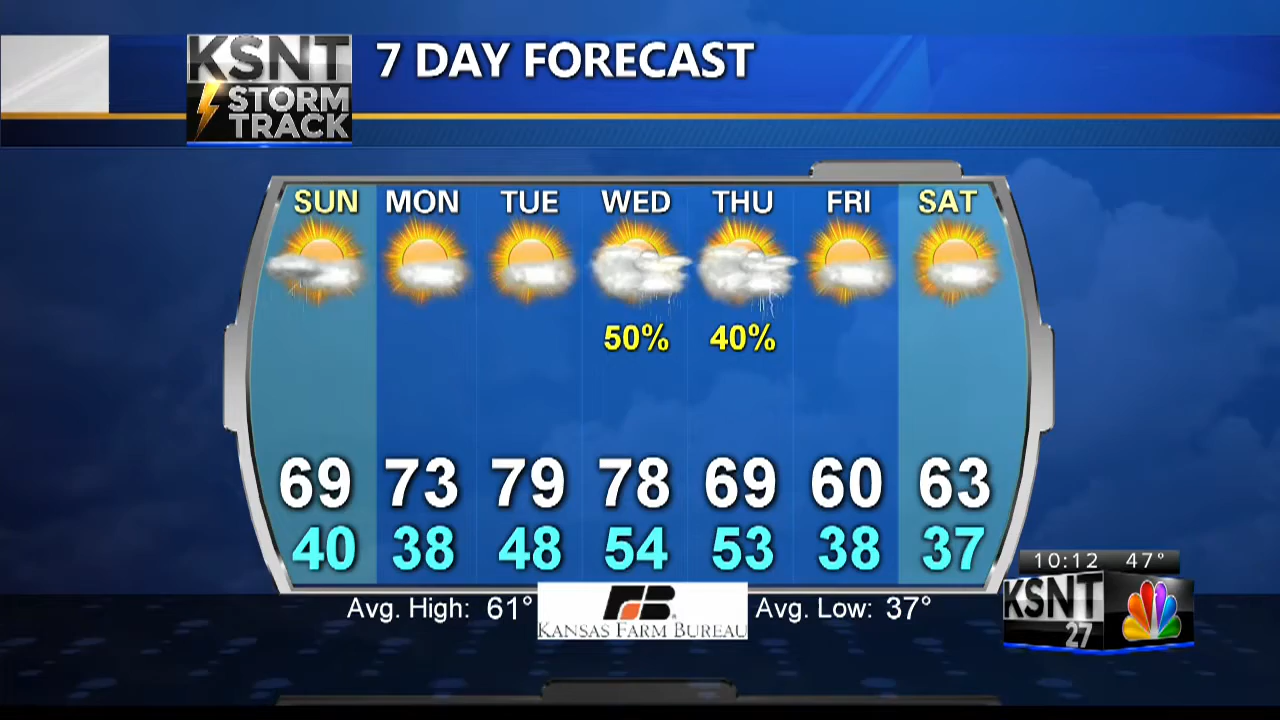 KSNT
STORM
TRACK
7 DAY FORECAST
SUN MON TUE WED THU FRI SAT
50% 40%
69 73 79 78 69 60 63
40 38 48 54 53 38 37
10:12 47°
KSNT
27
Avg. High: 61° Avg. Low: 37°
FB®
KANSAS FARM BUREAU